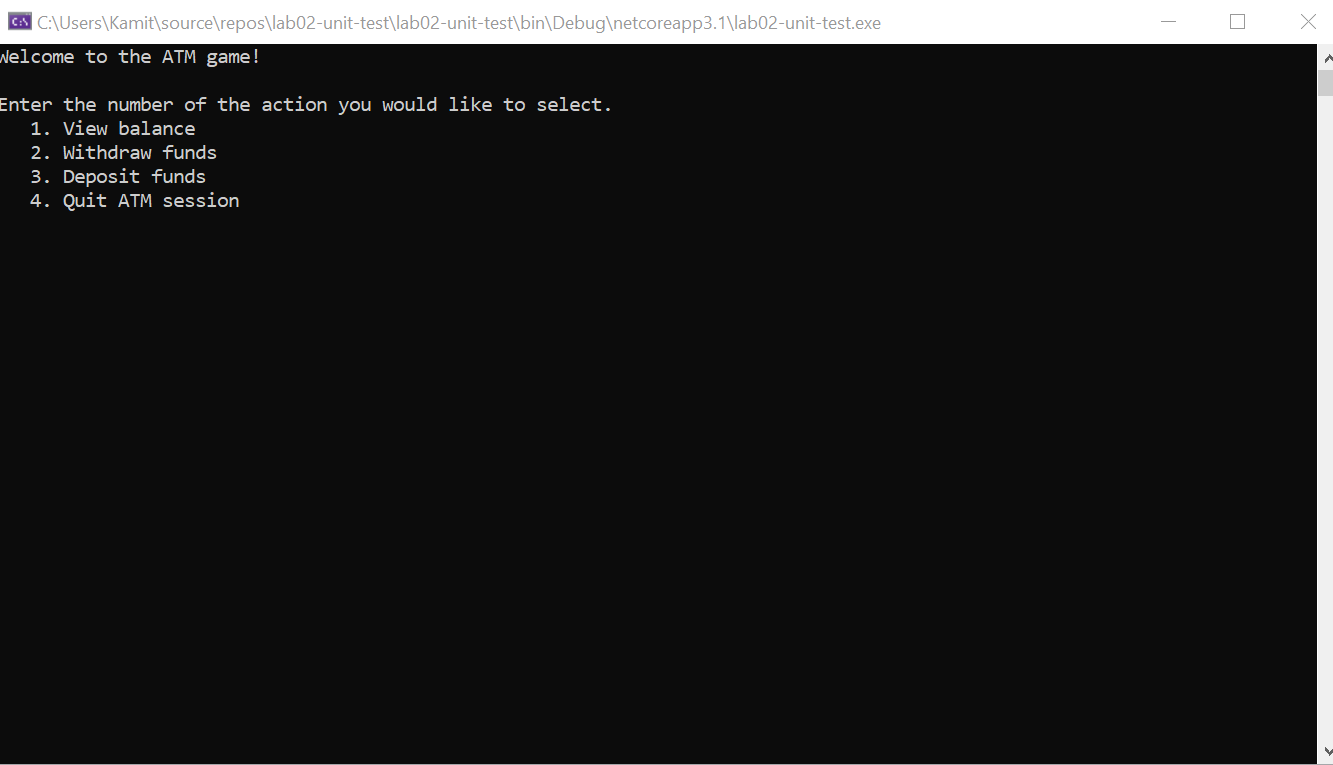 C:\Users\Kamit\source\repos\lab02-unit-test\lab02-unit-test\bin\Debug\netcoreapp3.1\lab02-unit-test.exe
Welcome to the ATM game!
Enter the number of the action you would like to select.
1. View balance
2. Withdraw funds
3. Deposit funds
4. Quit ATM session